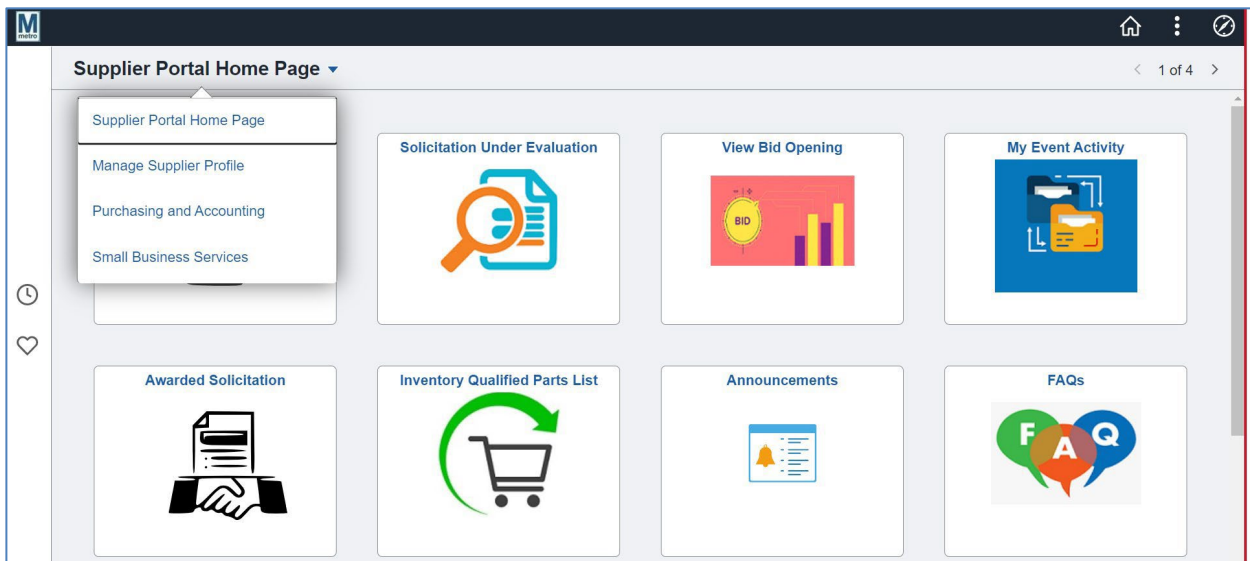 M
metro
Supplier Portal Home Page
1 of 4
Supplier Portal Home Page
Manage Supplier Profile
Purchasing and Accounting
Small Business Services
Solicitation Under Evaluation
View Bid Opening
BID
My Event Activity
Awarded Solicitation
Inventory Qualified Parts List
Announcements
FAQs
F A Q